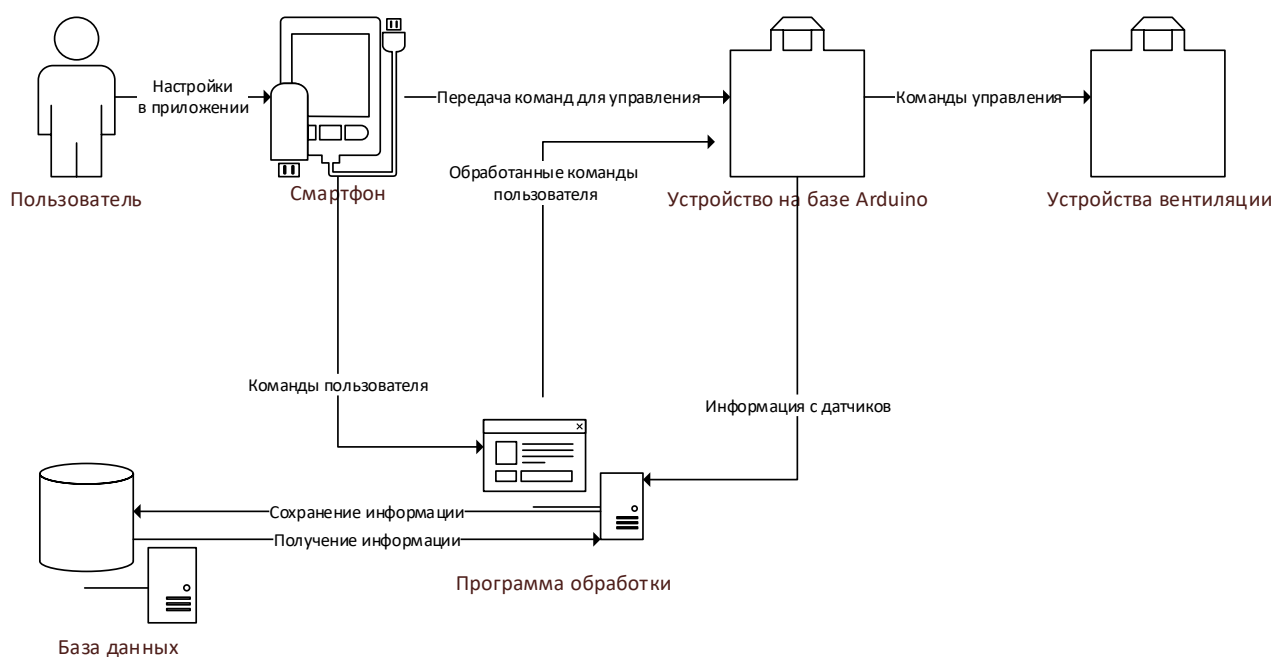 Настройки
в приложении
Передача команд для управления
Команды управления
Обработанные команды
пользователя
Пользователь
Смартфон
Устройство на базе Arduino
Устройства вентиляции
Команды пользователя
Информация с датчиков
Сохранение информации
Получение информации
Программа обработки
База данных